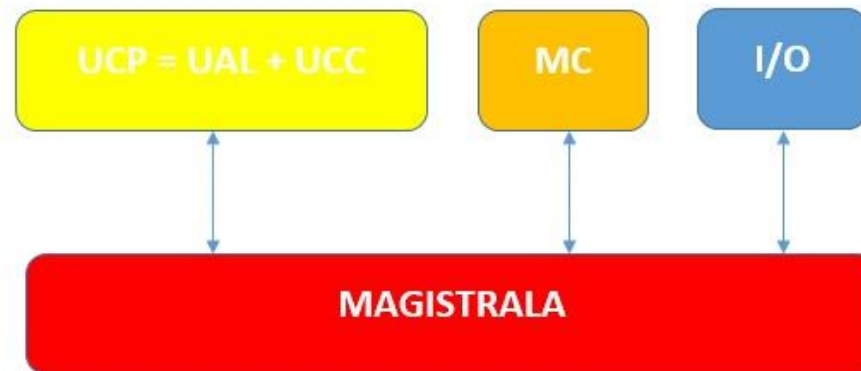 UCP = UAL + UCC
MC
I/O
MAGISTRALA